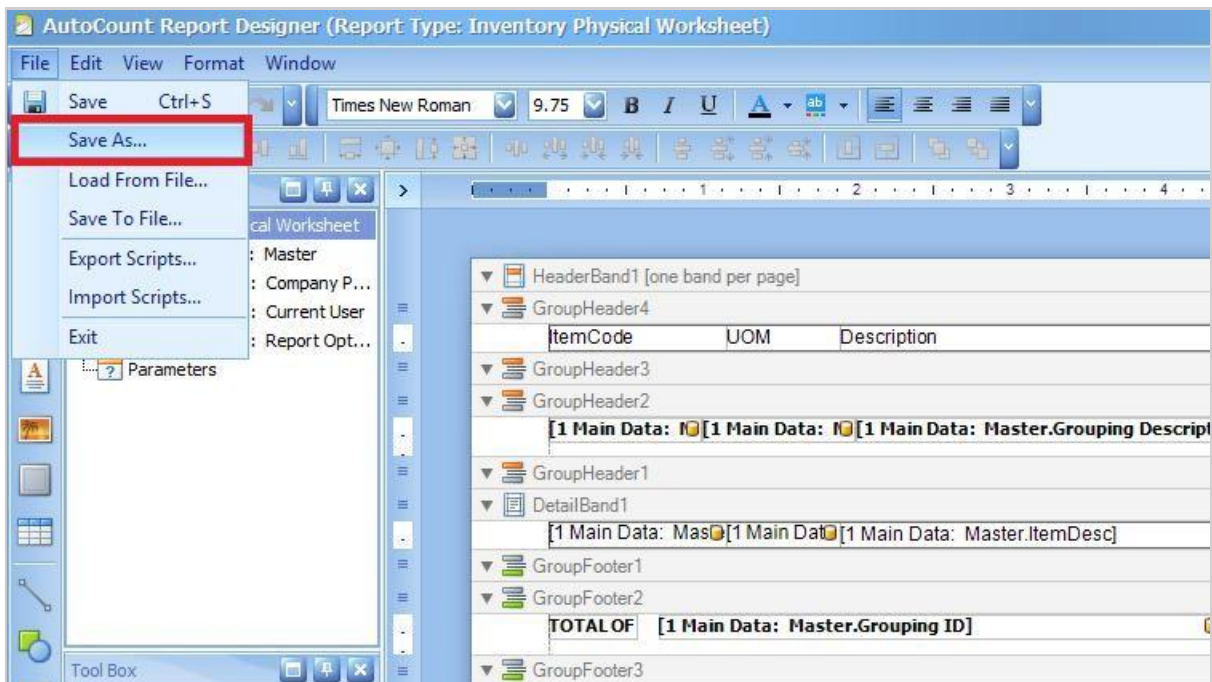 AutoCount Report Designer (Report Type: Inventory Physical Worksheet)
File Edit View Format Window
Save Ctrl+S
Times New Roman 9.75 B I U A ab
Save As...
Load From File...
1 2 3 4
Save To File...
cal Worksheet
Export Scripts...
: Master
: Company P...
Import Scripts...
: Current User
Exit
: Report Opt...
? Parameters
A
HeaderBand1 [one band per page]
GroupHeader4
ItemCode UOM Description
GroupHeader3
GroupHeader2
[1 Main Data: M [1 Main Data: M [1 Main Data: Master.Grouping Descript
GroupHeader1
DetailBand1
[1 Main Data: Mas [1 Main Dat [1 Main Data: Master.ItemDesc]
GroupFooter1
GroupFooter2
TOTAL OF [1 Main Data: Master.Grouping ID]
GroupFooter3
Tool Box